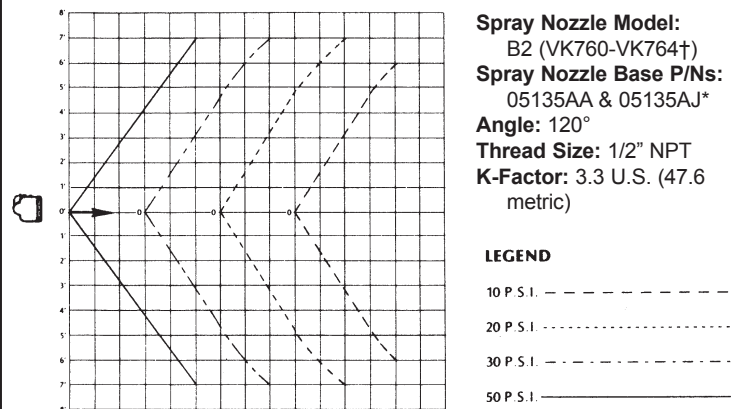 8'
7'
6'
5'
4'
3'
2'
1'
0' 0 0 0
1'
2'
3'
4'
5'
6'
7'
8'
Spray Nozzle Model:
B2 (VK760-VK764†)
Spray Nozzle Base P/Ns:
05135AA & 05135AJ*
Angle: 120°
Thread Size: 1/2” NPT
K-Factor: 3.3 U.S. (47.6
metric)
LEGEND
10 P.S.I.
20 P.S.I.
30 P.S.I.
50 P.S.I.